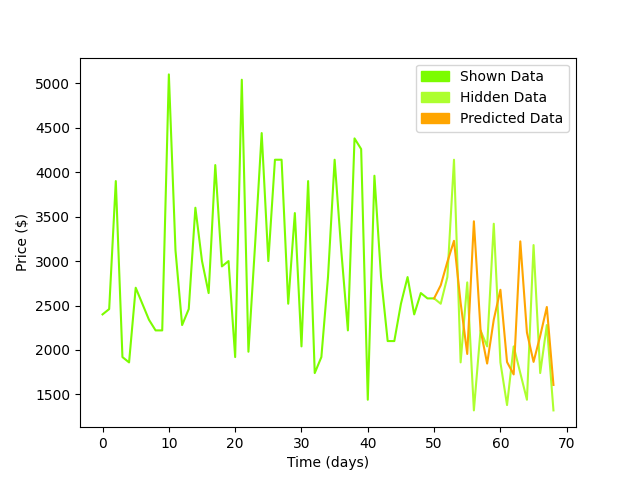 Shown Data
Hidden Data
Predicted Data
5000
4500
4000
3500
3000
2500
2000
1500
Price ($)
0 10 20 30 40 50 60 70
Time (days)